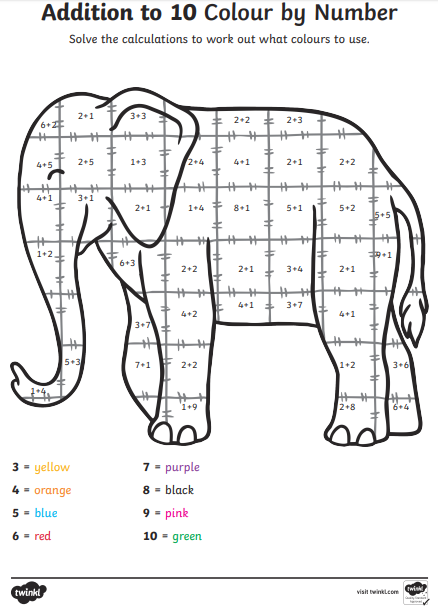 Addition to 10 Colour by Number
Solve the calculations to work out what colours to use.
6+2 2+1 3+3 2+2 2+3
4+5 2+5 1+3 2+4 4+1 2+1 2+2
4+1 3+1 2+1 1+4 8+1 5+1 5+2 5+5
1+2 6+3 2+2 2+1 3+4 2+1 9+1
3+7 4+2 4+1 3+7 4+1
5+3 7+1 2+2 1+2 3+6
1+4 1+9 2+8 6+4
3 = yellow 7 = purple
4 = orange 8 = black
5 = blue 9 = pink
6 = red 10 = green
twinkl visit twinkl.com twinkl